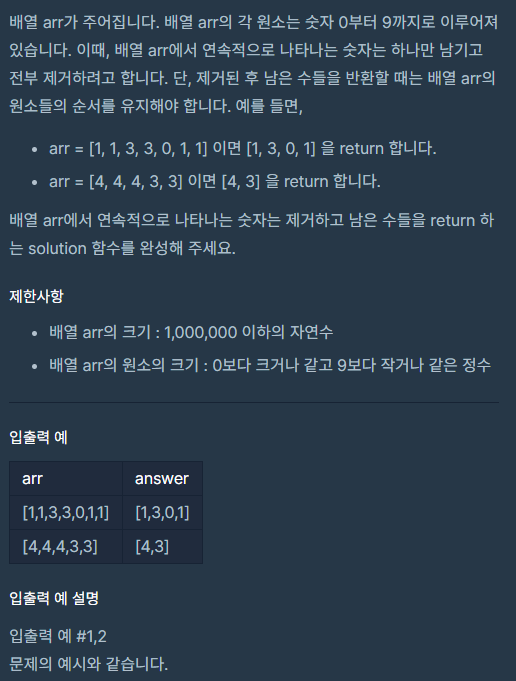 배열 arr가 주어집니다. 배열 arr의 각 원소는 숫자 0부터 9까지로 이루어져
있습니다. 이때, 배열 arr에서 연속적으로 나타나는 숫자는 하나만 남기고
전부 제거하려고 합니다. 단, 제거된 후 남은 수들을 반환할 때는 배열 arr의
원소들의 순서를 유지해야 합니다. 예를 들면,
• arr = [1, 1, 3, 3, 0, 1, 1] 이면 [1, 3, 0, 1] 을 return 합니다.
• arr = [4, 4, 4, 3, 3] 이면 [4, 3] 을 return 합니다.
배열 arr에서 연속적으로 나타나는 숫자는 제거하고 남은 수들을 return 하
는 solution 함수를 완성해 주세요.
제한사항
• 배열 arr의 크기 : 1,000,000 이하의 자연수
• 배열 arr의 원소의 크기 : 0보다 크거나 같고 9보다 작거나 같은 정수
입출력 예
arr answer
[1,1,3,3,0,1,1] [1,3,0,1]
[4,4,4,3,3] [4,3]
입출력 예 설명
입출력 예 #1,2
문제의 예시와 같습니다.